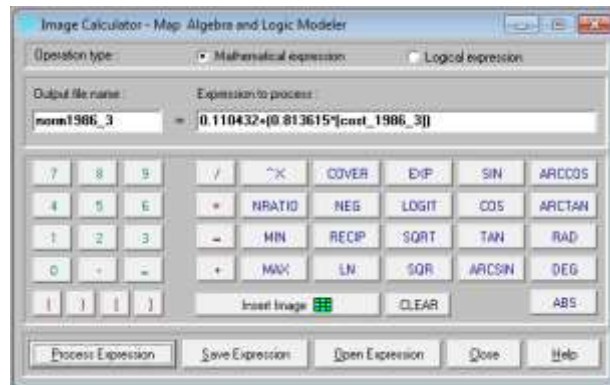 Image Calculator - Map Algebra and Logic Modeler
Operation type: Mathematical expression Logical expression
Output file name: Expression to process:
norm1986_3 = 0.110432+(0.813615*[cost_1986_3])
7 8 9 / ^X COVER EXP SIN ARCCOS
4 5 6 * NRATIO NEG LOGIT COS ARCTAN
1 2 3 - MIN RECIP SQRT TAN RAD
0 . = + MAX LN SQR ARCSIN DEG
( ) [ ] Insert Image CLEAR ABS
Process Expression Save Expression Open Expression Close Help